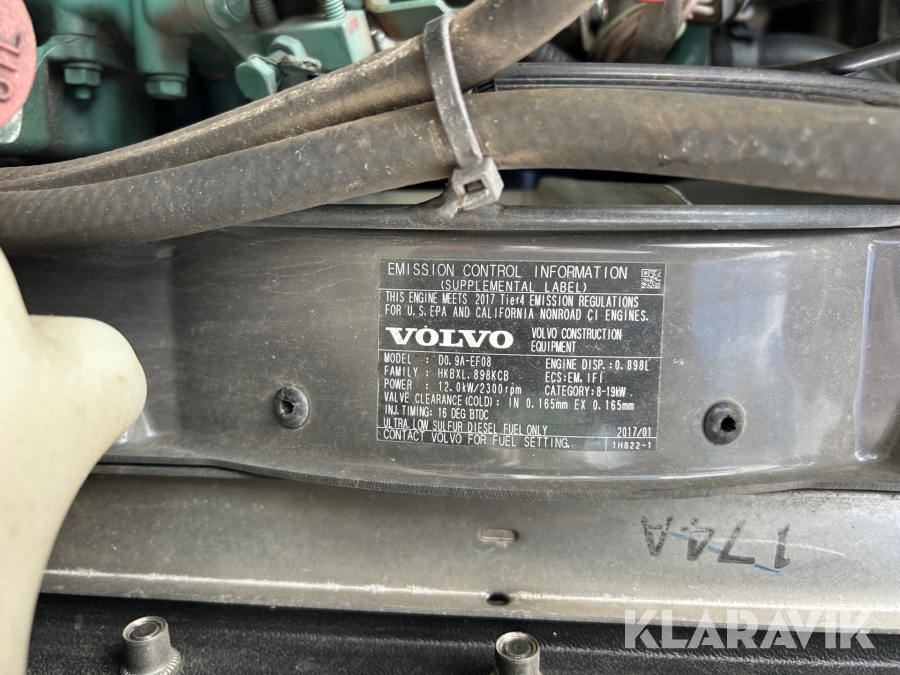 OIL
EMISSION CONTROL INFORMATION
(SUPPLEMENTAL LABEL)
THIS ENGINE MEETS 2017 Tier4 EMISSION REGULATIONS
FOR U.S.EPA AND CALIFORNIA NONROAD CI ENGINES.
VOLVO VOLVO CONSTRUCTION EQUIPMENT
MODEL : D0.9A-EF08 ENGINE DISP.:0.898L
FAMILY : HKBXL.898KCB ECS:EM, IFI
POWER : 12.0kW/2300rpm CATEGORY:8-19kW
VALVE CLEARANCE (COLD): IN 0.165mm EX 0.165mm
INJ.TIMING: 16 DEG BTDC
ULTRA LOW SULFUR DIESEL FUEL ONLY 2017/01
CONTACT VOLVO FOR FUEL SETTING. 1H822-1
174A
KLARAVIK